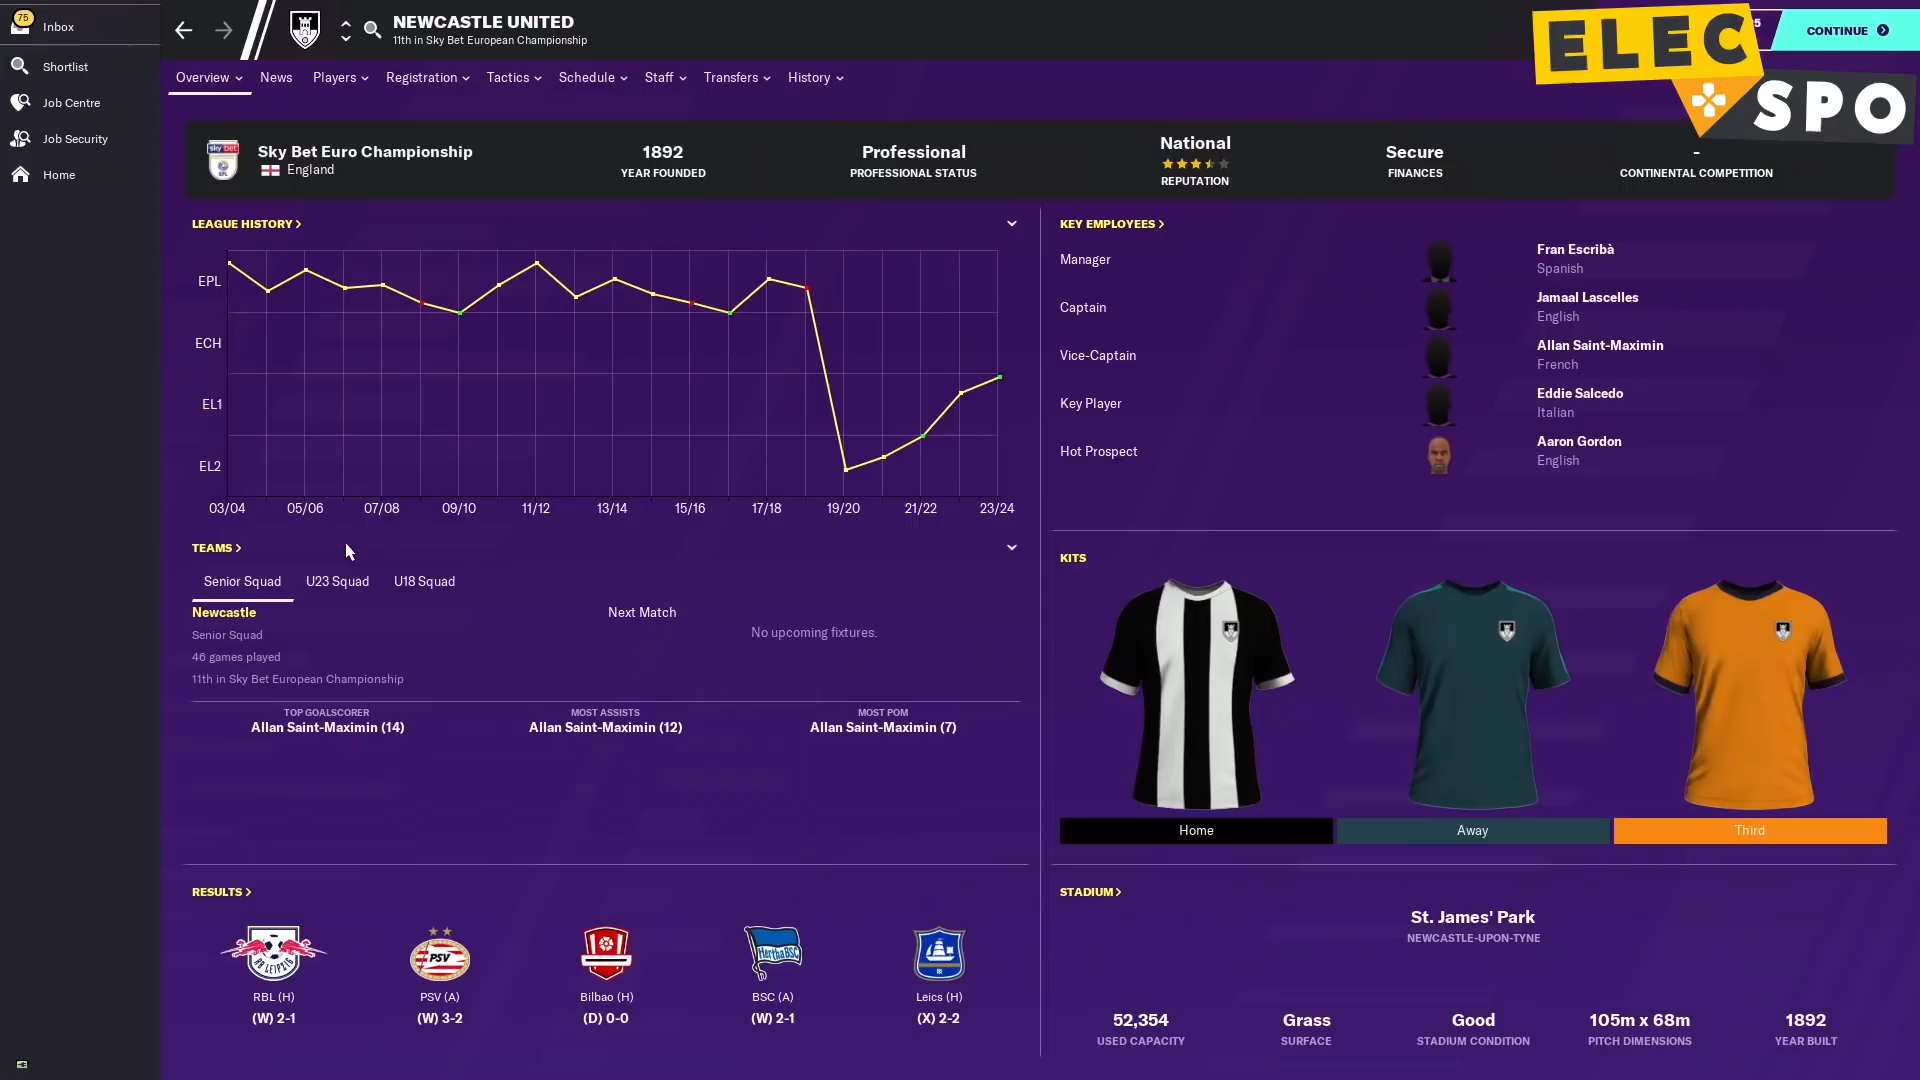 75
Inbox
Shortlist
Job Centre
Job Security
Home
NEWCASTLE UNITED
11th in Sky Bet European Championship
ELEC
SPO
CONTINUE
Overview
News
Players
Registration
Tactics
Schedule
Staff
Transfers
History
sky bet
EFL
Sky Bet Euro Championship
England
1892
YEAR FOUNDED
Professional
PROFESSIONAL STATUS
National
REPUTATION
Secure
FINANCES
-
CONTINENTAL COMPETITION
LEAGUE HISTORY
EPL
ECH
EL1
EL2
03/04 05/06 07/08 09/10 11/12 13/14 15/16 17/18 19/20 21/22 23/24
KEY EMPLOYEES
Manager
Fran Escribà
Spanish
Captain
Jamaal Lascelles
English
Vice-Captain
Allan Saint-Maximin
French
Key Player
Eddie Salcedo
Italian
Hot Prospect
Aaron Gordon
English
TEAMS
Senior Squad U23 Squad U18 Squad
Newcastle
Senior Squad
46 games played
11th in Sky Bet European Championship
Next Match
No upcoming fixtures.
TOP GOALSCORER
Allan Saint-Maximin (14)
MOST ASSISTS
Allan Saint-Maximin (12)
MOST POM
Allan Saint-Maximin (7)
KITS
Home
Away
Third
RESULTS
RB LEIPZIG
RBL (H)
(W) 2-1
PSV
PSV (A)
(W) 3-2
Bilbao (H)
(D) 0-0
Hertha BSC
BSC (A)
(W) 2-1
Leics (H)
(X) 2-2
STADIUM
St. James' Park
NEWCASTLE-UPON-TYNE
52,354
USED CAPACITY
Grass
SURFACE
Good
STADIUM CONDITION
105m x 68m
PITCH DIMENSIONS
1892
YEAR BUILT